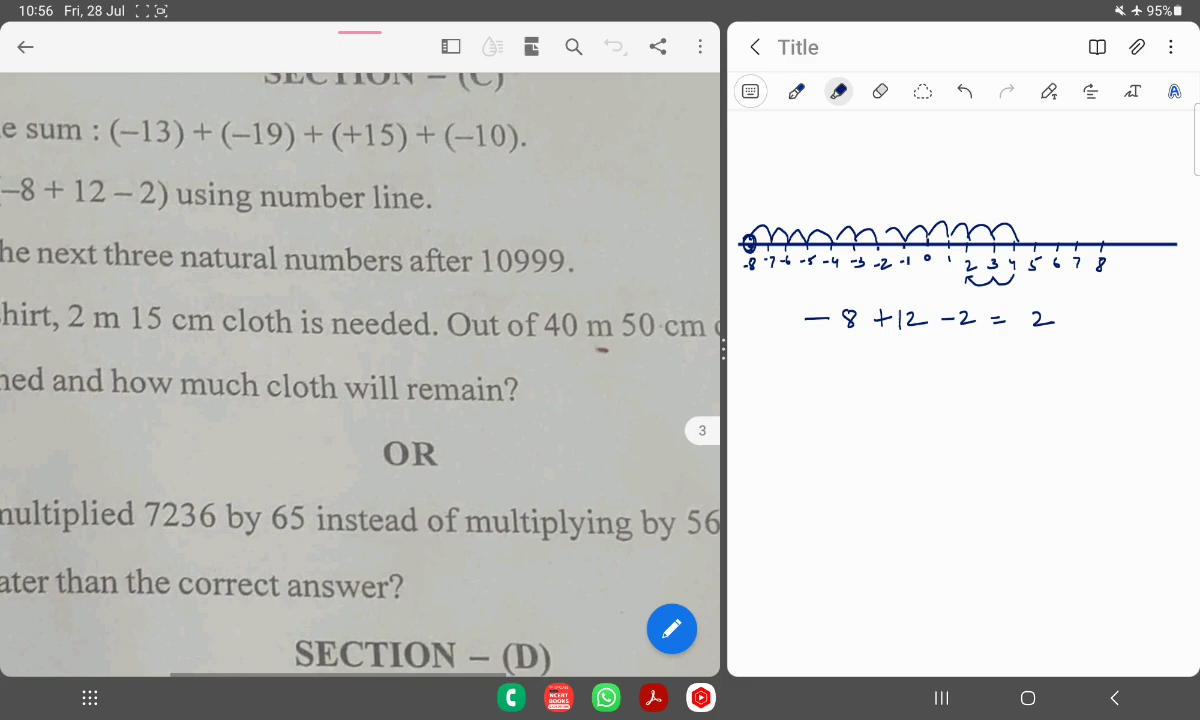 10:56 Fri, 28 Jul
95%
SECTION – (C)
e sum : (–13) + (–19) + (+15) + (–10).
–8 + 12 – 2) using number line.
he next three natural numbers after 10999.
hirt, 2 m 15 cm cloth is needed. Out of 40 m 50 cm
ned and how much cloth will remain?
3
OR
multiplied 7236 by 65 instead of multiplying by 56
ater than the correct answer?
SECTION – (D)
Title
-8 -7 -6 -5 -4 -3 -2 -1 0 1 2 3 4 5 6 7 8
– 8 +12 -2 = 2
NCERT
BOOKS